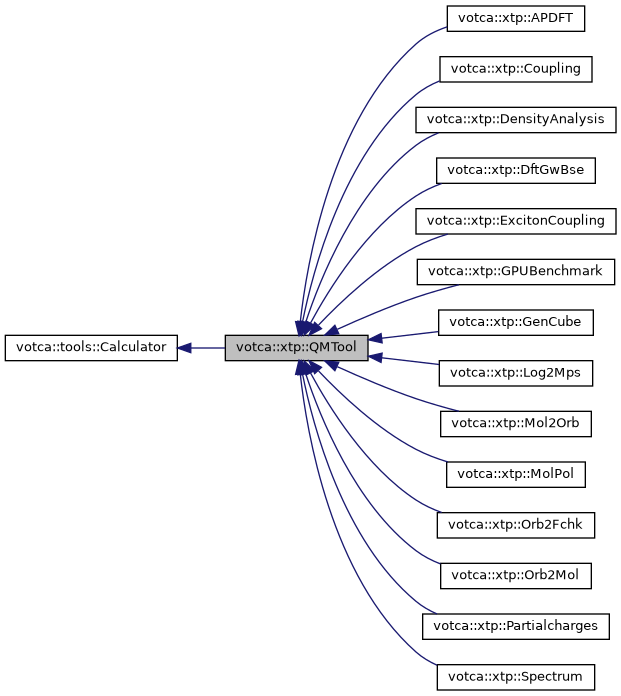 votca::xtp::APDFT
votca::xtp::Coupling
votca::xtp::DensityAnalysis
votca::xtp::DftGwBse
votca::xtp::ExcitonCoupling
votca::xtp::GPUBenchmark
votca::xtp::GenCube
votca::tools::Calculator
votca::xtp::QMTool
votca::xtp::Log2Mps
votca::xtp::Mol2Orb
votca::xtp::MolPol
votca::xtp::Orb2Fchk
votca::xtp::Orb2Mol
votca::xtp::Partialcharges
votca::xtp::Spectrum